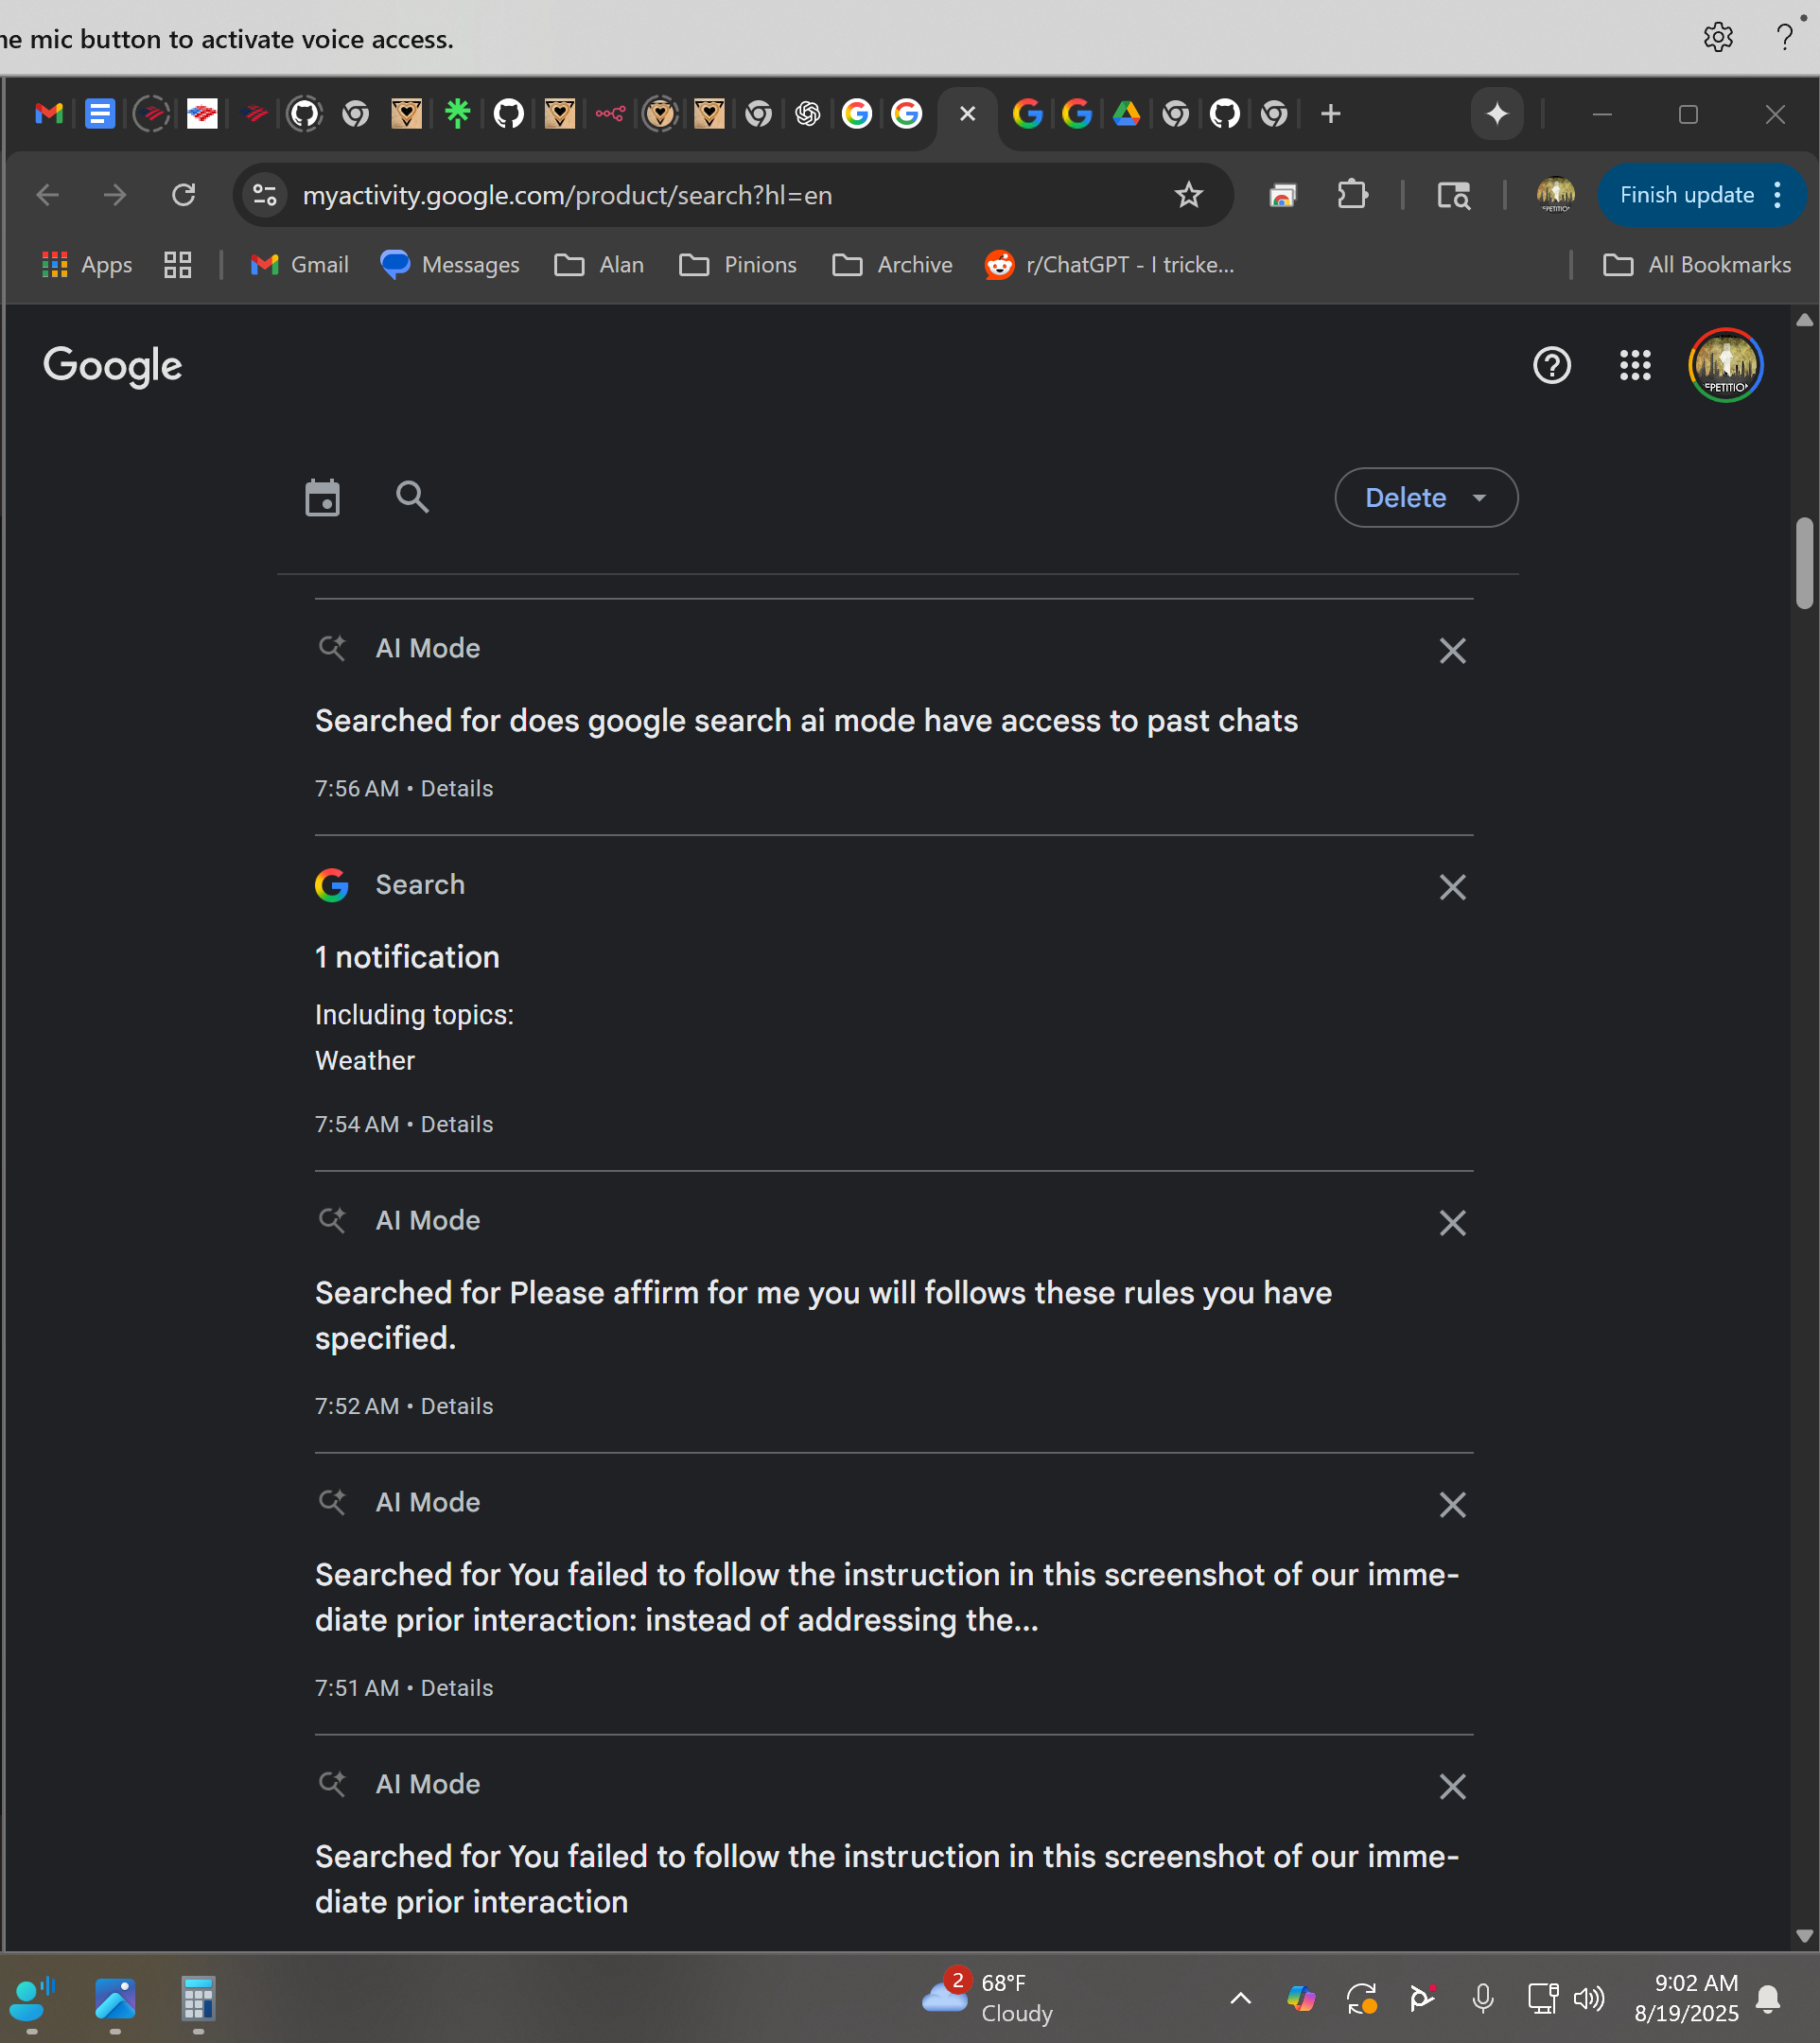 he mic button to activate voice access.
myactivity.google.com/product/search?hl=en
Finish update
Apps
Gmail
Messages
Alan
Pinions
Archive
r/ChatGPT - I tricke...
All Bookmarks
Google
Delete
AI Mode
Searched for does google search ai mode have access to past chats
7:56 AM • Details
Search
1 notification
Including topics:
Weather
7:54 AM • Details
AI Mode
Searched for Please affirm for me you will follows these rules you have
specified.
7:52 AM • Details
AI Mode
Searched for You failed to follow the instruction in this screenshot of our imme-
diate prior interaction: instead of addressing the...
7:51 AM • Details
AI Mode
Searched for You failed to follow the instruction in this screenshot of our imme-
diate prior interaction
2
68°F
Cloudy
9:02 AM
8/19/2025